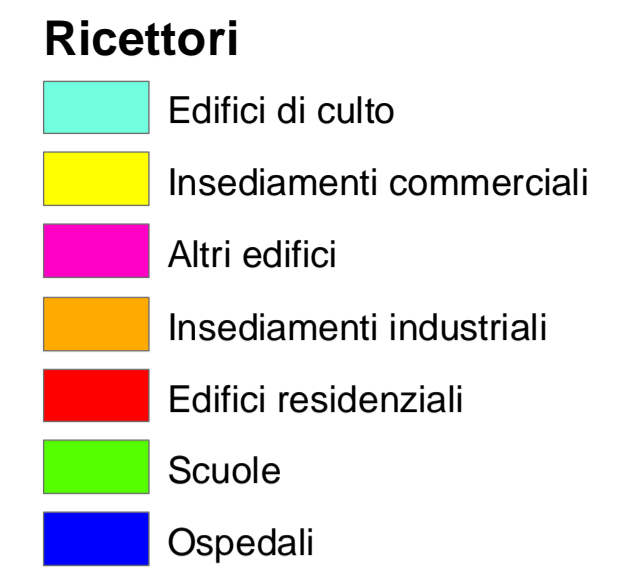 Ricettori
Edifici di culto
Insediamenti commerciali
Altri edifici
Insediamenti industriali
Edifici residenziali
Scuole
Ospedali